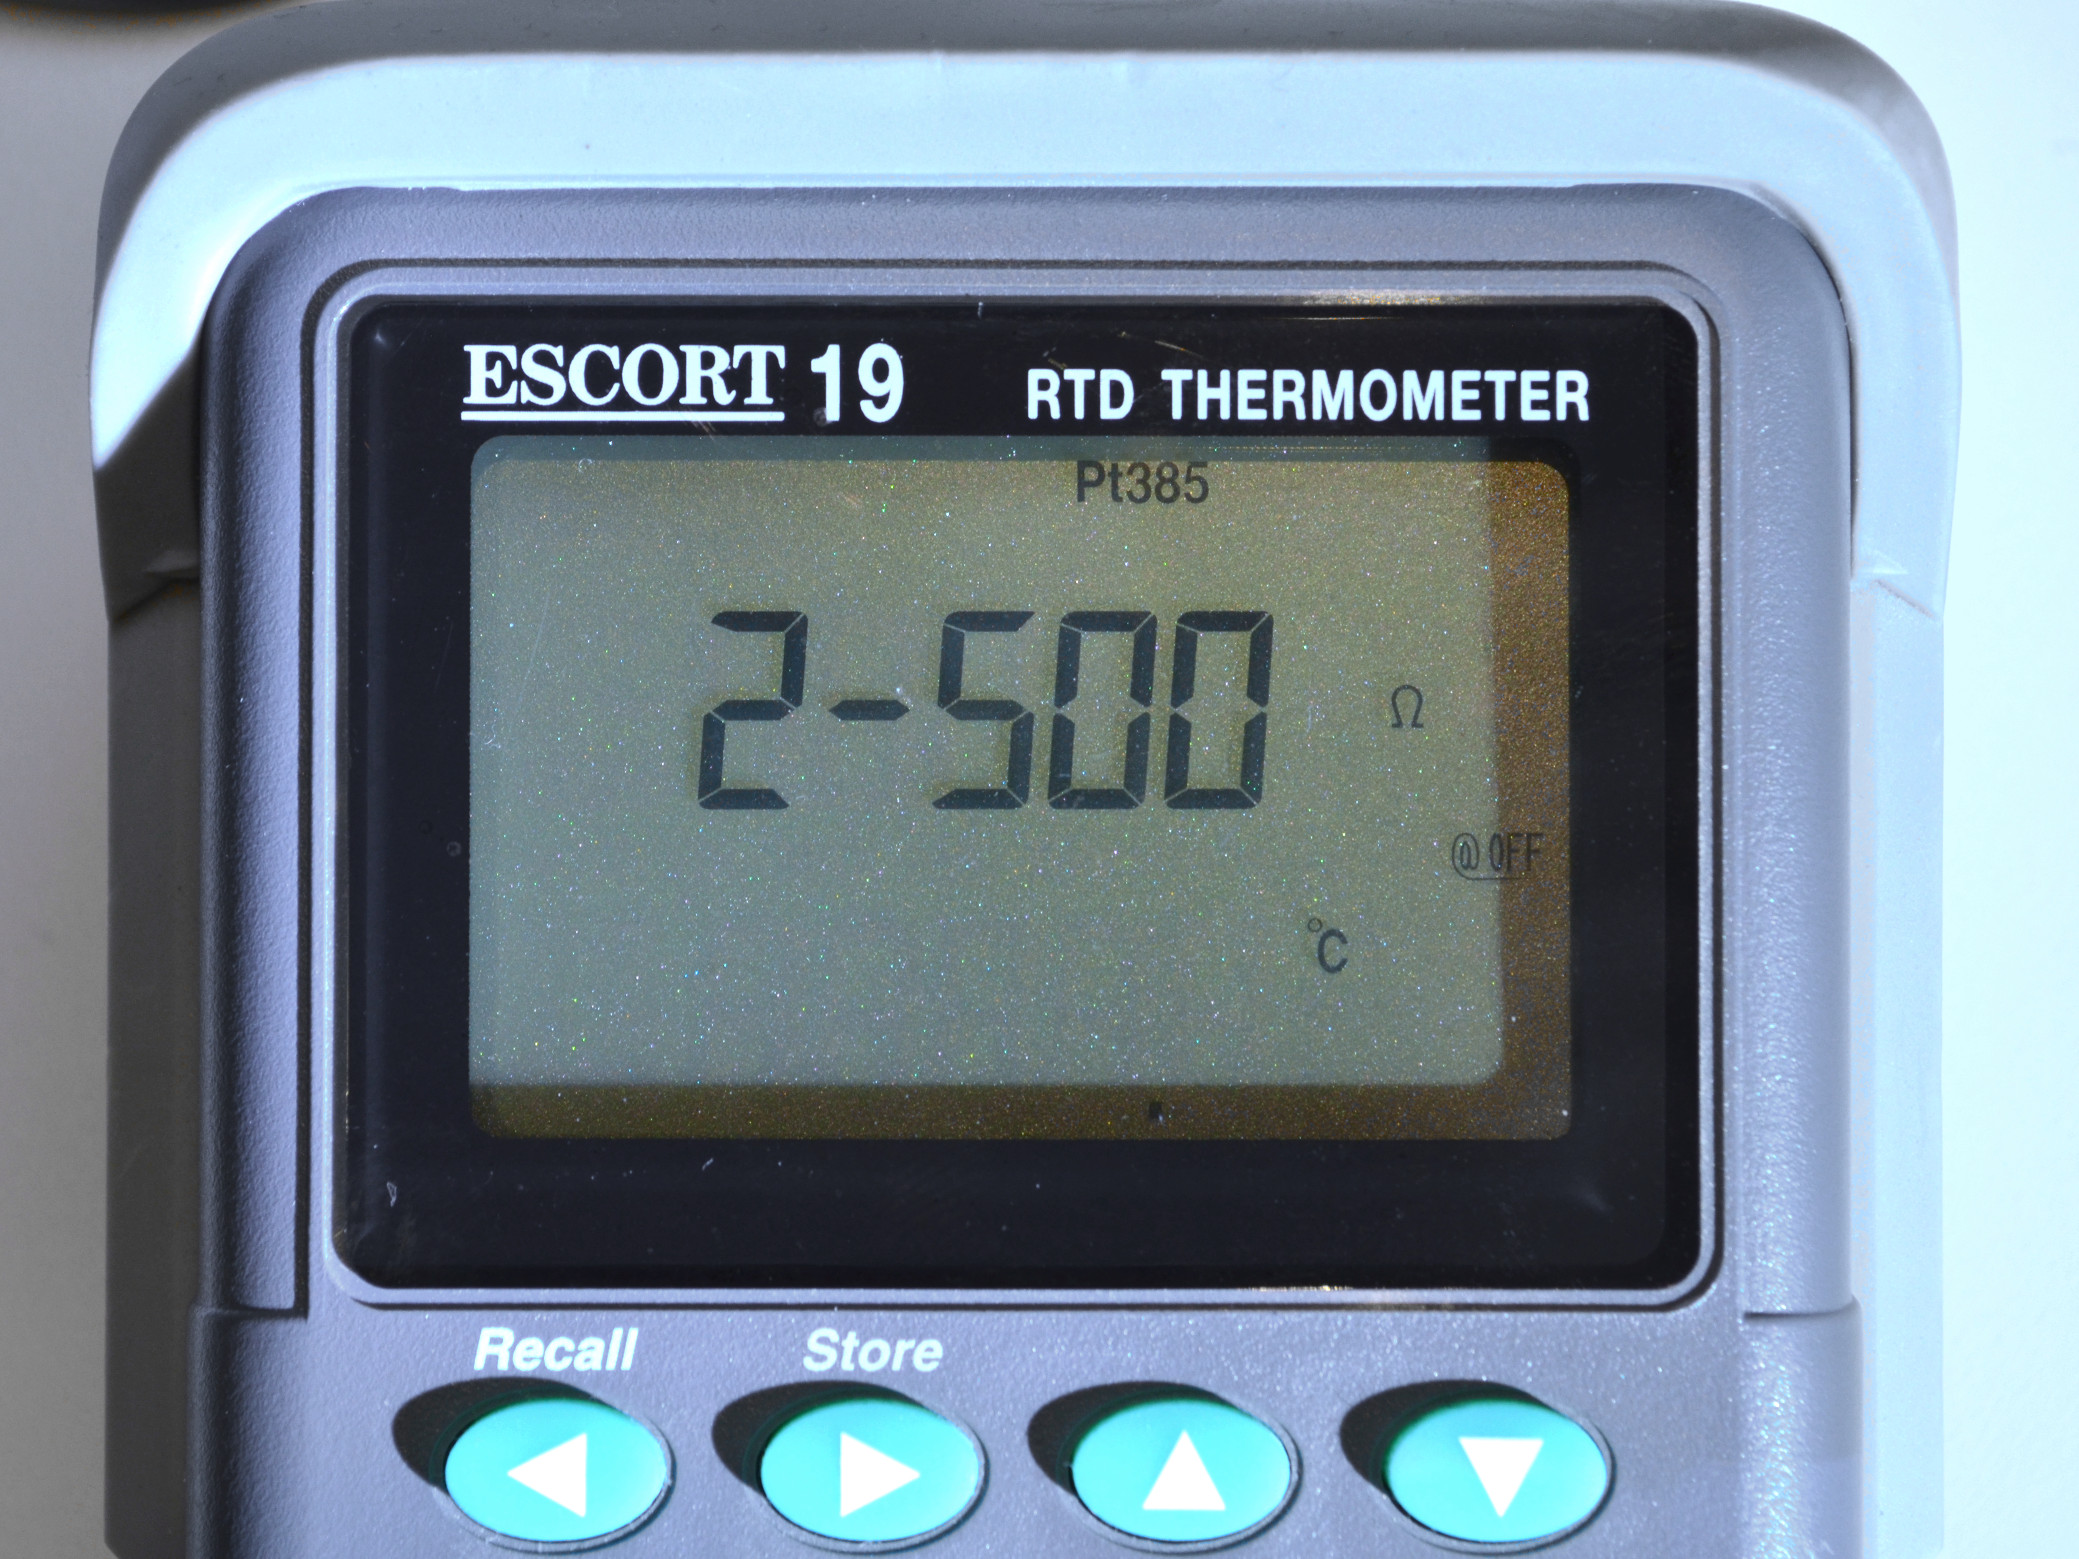 ESCORT 19 RTD THERMOMETER
Pt385
2-500 Ω
@ OFF
°C
Recall Store